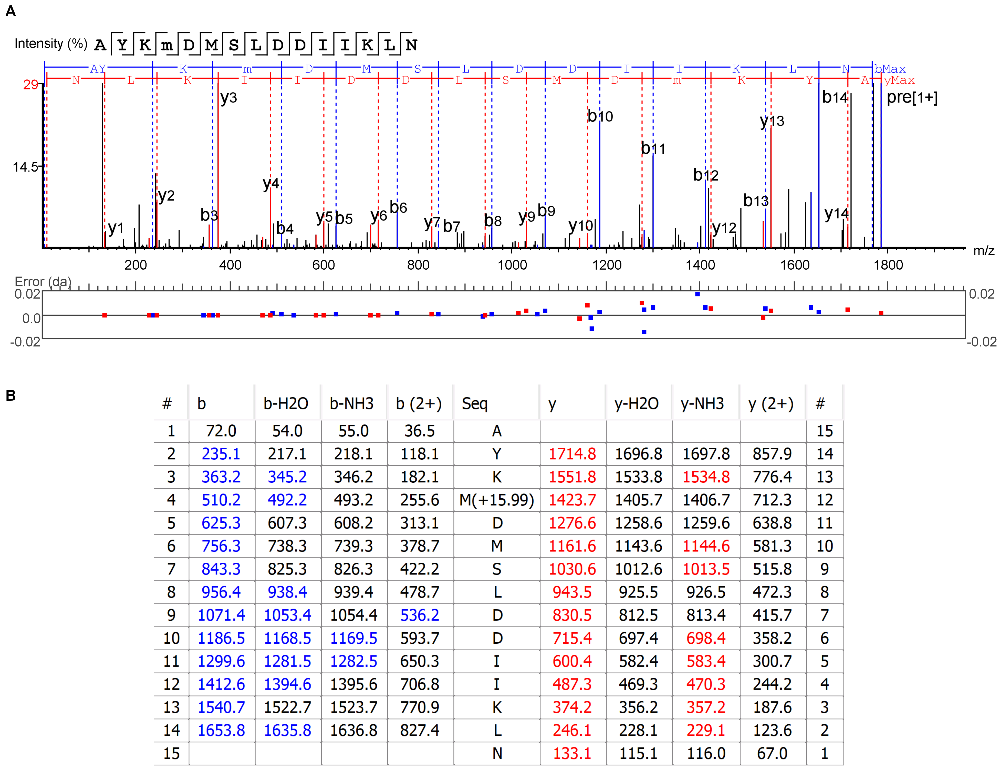 A
Intensity (%) A Y K m D M S L D D I I K L N
AY K m D M S L D D I I K L N bMax
N L K I I D D L S M D m K Y A yMax
29
14.5
y1 y2 b3 y3 y4 b4 y5 b5 y6 b6 y7 b7 b8 y9 b9 y10 b10 b11 b12 y12 b13 y13 b14 y14 pre[1+]
200 400 600 800 1000 1200 1400 1600 1800 m/z
Error (da)
0.02 0.02
0.0
-0.02 -0.02
B
# b b-H2O b-NH3 b (2+) Seq y y-H2O y-NH3 y (2+) #
1 72.0 54.0 55.0 36.5 A 15
2 235.1 217.1 218.1 118.1 Y 1714.8 1696.8 1697.8 857.9 14
3 363.2 345.2 346.2 182.1 K 1551.8 1533.8 1534.8 776.4 13
4 510.2 492.2 493.2 255.6 M(+15.99) 1423.7 1405.7 1406.7 712.3 12
5 625.3 607.3 608.2 313.1 D 1276.6 1258.6 1259.6 638.8 11
6 756.3 738.3 739.3 378.7 M 1161.6 1143.6 1144.6 581.3 10
7 843.3 825.3 826.3 422.2 S 1030.6 1012.6 1013.5 515.8 9
8 956.4 938.4 939.4 478.7 L 943.5 925.5 926.5 472.3 8
9 1071.4 1053.4 1054.4 536.2 D 830.5 812.5 813.4 415.7 7
10 1186.5 1168.5 1169.5 593.7 D 715.4 697.4 698.4 358.2 6
11 1299.6 1281.5 1282.5 650.3 I 600.4 582.4 583.4 300.7 5
12 1412.6 1394.6 1395.6 706.8 I 487.3 469.3 470.3 244.2 4
13 1540.7 1522.7 1523.7 770.9 K 374.2 356.2 357.2 187.6 3
14 1653.8 1635.8 1636.8 827.4 L 246.1 228.1 229.1 123.6 2
15 N 133.1 115.1 116.0 67.0 1